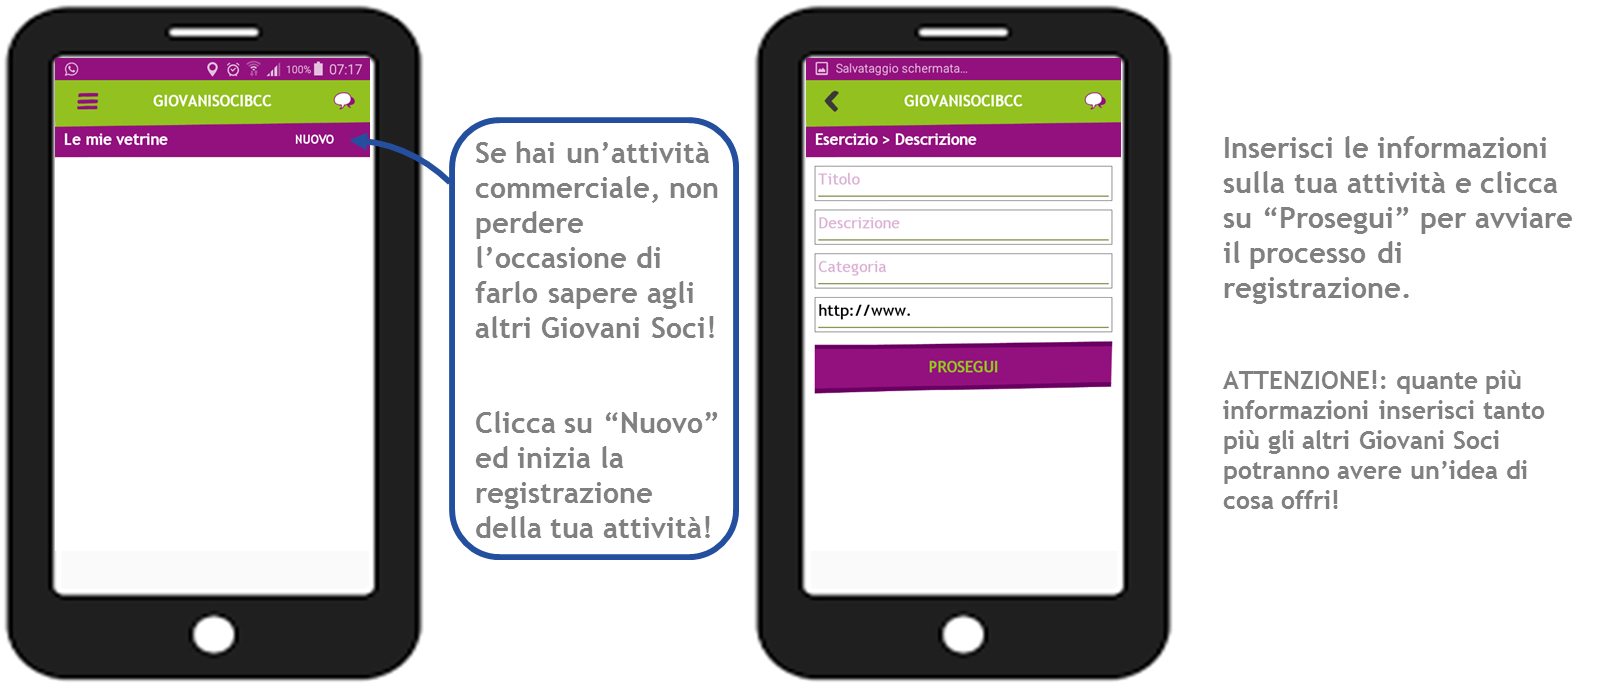 100% 07:17
GIOVANISOCIBCC
Le mie vetrine NUOVO
Se hai un’attività
commerciale, non
perdere
l’occasione di
farlo sapere agli
altri Giovani Soci!
Clicca su “Nuovo”
ed inizia la
registrazione
della tua attività!
Salvataggio schermata...
GIOVANISOCIBCC
Esercizio > Descrizione
Titolo
Descrizione
Categoria
http://www.
PROSEGUI
Inserisci le informazioni
sulla tua attività e clicca
su “Prosegui” per avviare
il processo di
registrazione.
ATTENZIONE!: quante più
informazioni inserisci tanto
più gli altri Giovani Soci
potranno avere un’idea di
cosa offri!